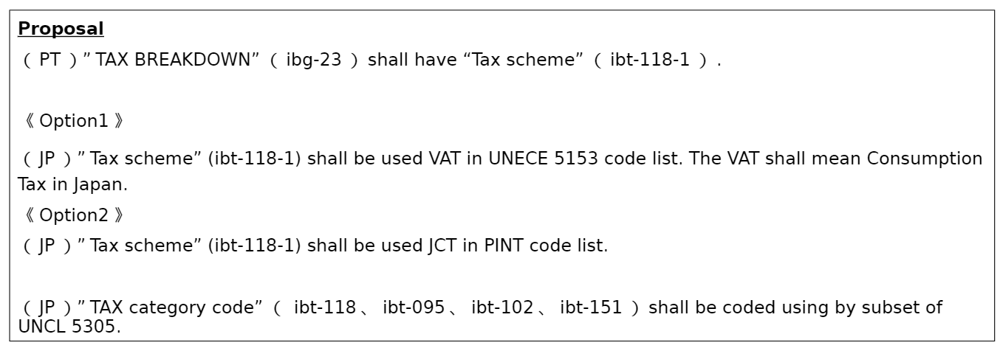 Proposal
（ PT ）” TAX BREAKDOWN” （ ibg-23 ）shall have “Tax scheme” （ ibt-118-1 ）.
《 Option1 》
（ JP ）” Tax scheme” (ibt-118-1) shall be used VAT in UNECE 5153 code list. The VAT shall mean Consumption
Tax in Japan.
《 Option2 》
（ JP ）” Tax scheme” (ibt-118-1) shall be used JCT in PINT code list.
（ JP ）” TAX category code” （ ibt-118 、 ibt-095 、 ibt-102 、 ibt-151 ）shall be coded using by subset of
UNCL 5305.